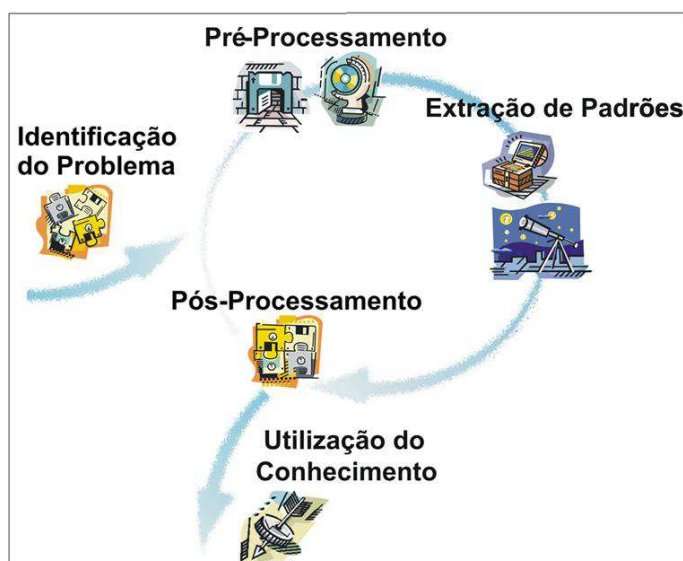 Pré-Processamento
Extração de Padrões
Identificação
do Problema
Pós-Processamento
Utilização do
Conhecimento